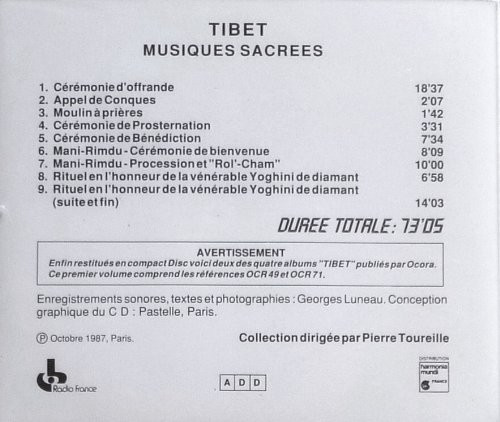 TIBET
MUSIQUES SACREES
1. Cérémonie d'offrande 18'37
2. Appel de Conques 2'07
3. Moulin à prières 1'42
4. Cérémonie de Prosternation 3'31
5. Cérémonie de Bénédiction 7'34
6. Mani-Rimdu - Cérémonie de bienvenue 8'09
7. Mani-Rimdu - Procession et "Rol'-Cham" 10'00
8. Rituel en l'honneur de la vénérable Yoghini de diamant 6'58
9. Rituel en l'honneur de la vénérable Yoghini de diamant
(suite et fin) 14'03
DUREE TOTALE: 73'05
AVERTISSEMENT
Enfin restitués en compact Disc voici deux des quatre albums "TIBET" publiés par Ocora.
Ce premier volume comprend les références OCR 49 et OCR 71.
Enregistrements sonores, textes et photographies : Georges Luneau. Conception
graphique du C D : Pastelle, Paris.
Ⓟ Octobre 1987, Paris. Collection dirigée par Pierre Toureille
Radio France
A D D
DISTRIBUTION
harmonia
mundi
FRANCE